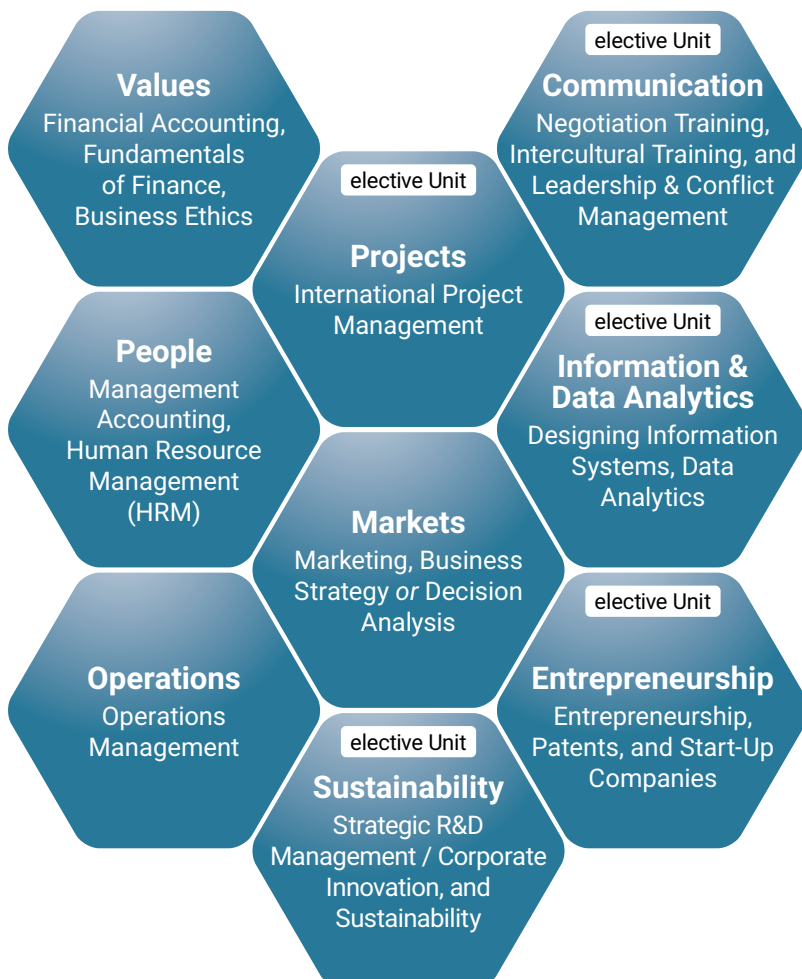 Values
Financial Accounting,
Fundamentals
of Finance,
Business Ethics
elective Unit
Communication
Negotiation Training,
Intercultural Training, and
Leadership & Conflict
Management
elective Unit
Projects
International Project
Management
People
Management
Accounting,
Human Resource
Management
(HRM)
elective Unit
Information &
Data Analytics
Designing Information
Systems, Data
Analytics
Markets
Marketing, Business
Strategy or Decision
Analysis
Operations
Operations
Management
elective Unit
Entrepreneurship
Entrepreneurship,
Patents, and Start-Up
Companies
elective Unit
Sustainability
Strategic R&D
Management / Corporate
Innovation, and
Sustainability